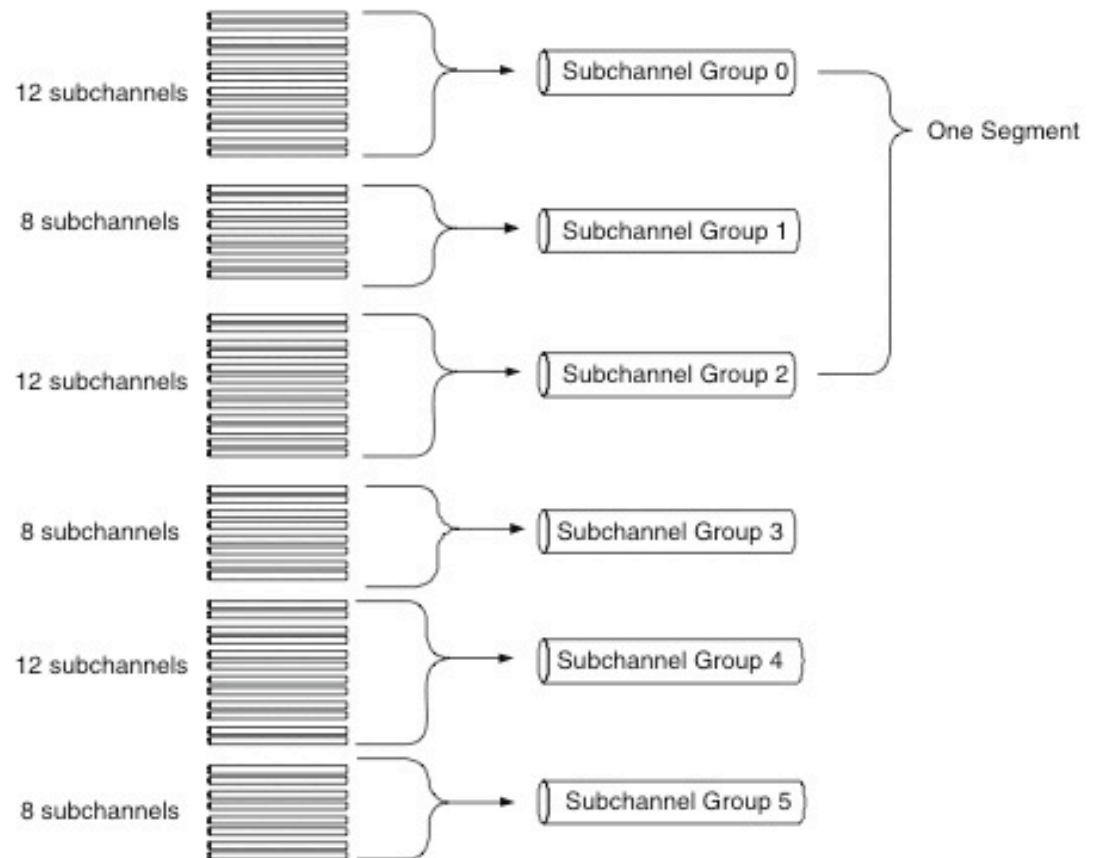 12 subchannels
Subchannel Group 0
One Segment
8 subchannels
Subchannel Group 1
12 subchannels
Subchannel Group 2
8 subchannels
Subchannel Group 3
12 subchannels
Subchannel Group 4
8 subchannels
Subchannel Group 5